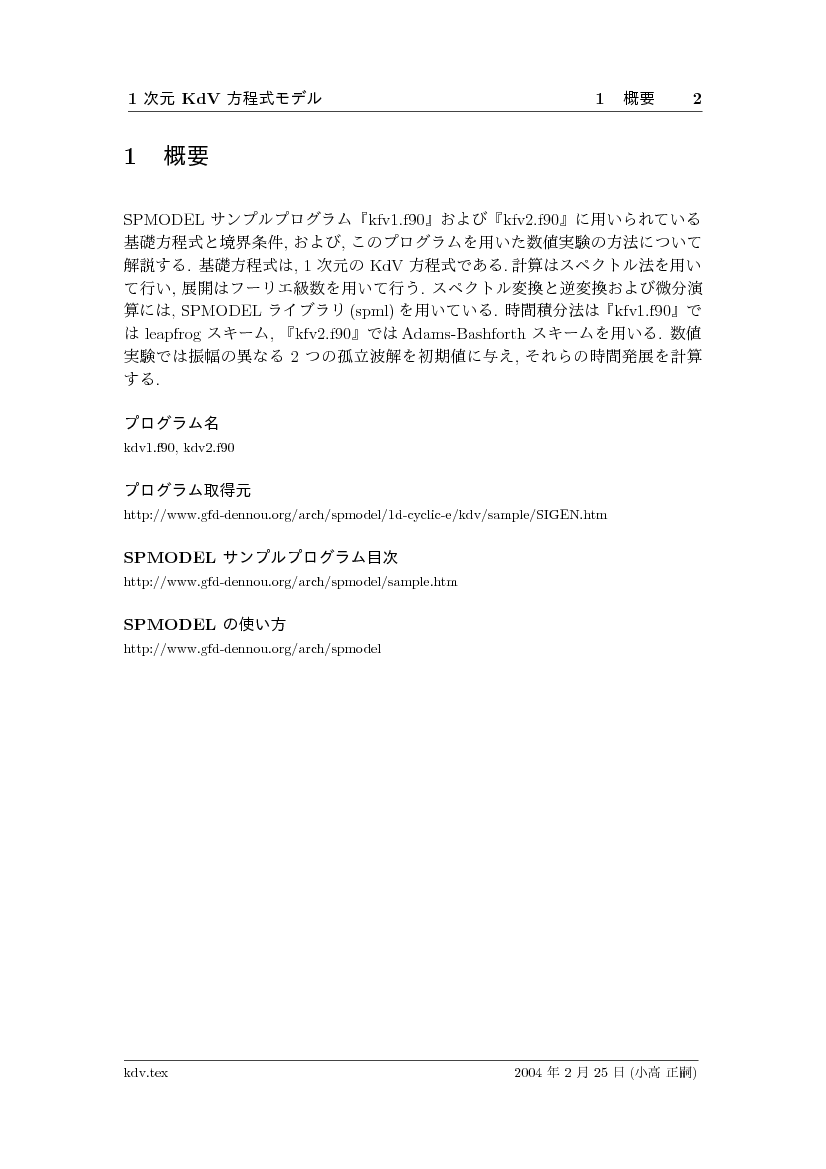 1 次元 KdV 方程式モデル 1 概要 2
1 概要
SPMODEL サンプルプログラム『kfv1.f90』および『kfv2.f90』に用いられている
基礎方程式と境界条件, および, このプログラムを用いた数値実験の方法について
解説する. 基礎方程式は, 1 次元の KdV 方程式である. 計算はスペクトル法を用い
て行い, 展開はフーリエ級数を用いて行う. スペクトル変換と逆変換および微分演
算には, SPMODEL ライブラリ (spml) を用いている. 時間積分法は『kfv1.f90』で
は leapfrog スキーム, 『kfv2.f90』では Adams-Bashforth スキームを用いる. 数値
実験では振幅の異なる 2 つの孤立波解を初期値に与え, それらの時間発展を計算
する.
プログラム名
kdv1.f90, kdv2.f90
プログラム取得元
http://www.gfd-dennou.org/arch/spmodel/1d-cyclic-e/kdv/sample/SIGEN.htm
SPMODEL サンプルプログラム目次
http://www.gfd-dennou.org/arch/spmodel/sample.htm
SPMODEL の使い方
http://www.gfd-dennou.org/arch/spmodel
kdv.tex 2004 年 2 月 25 日 (小高 正嗣)